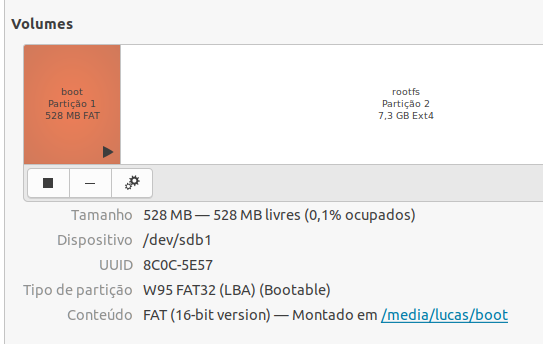 Volumes
boot
Partição 1
528 MB FAT
rootfs
Partição 2
7,3 GB Ext4
Tamanho 528 MB — 528 MB livres (0,1% ocupados)
Dispositivo /dev/sdb1
UUID 8C0C-5E57
Tipo de partição W95 FAT32 (LBA) (Bootable)
Conteúdo FAT (16-bit version) — Montado em /media/lucas/boot